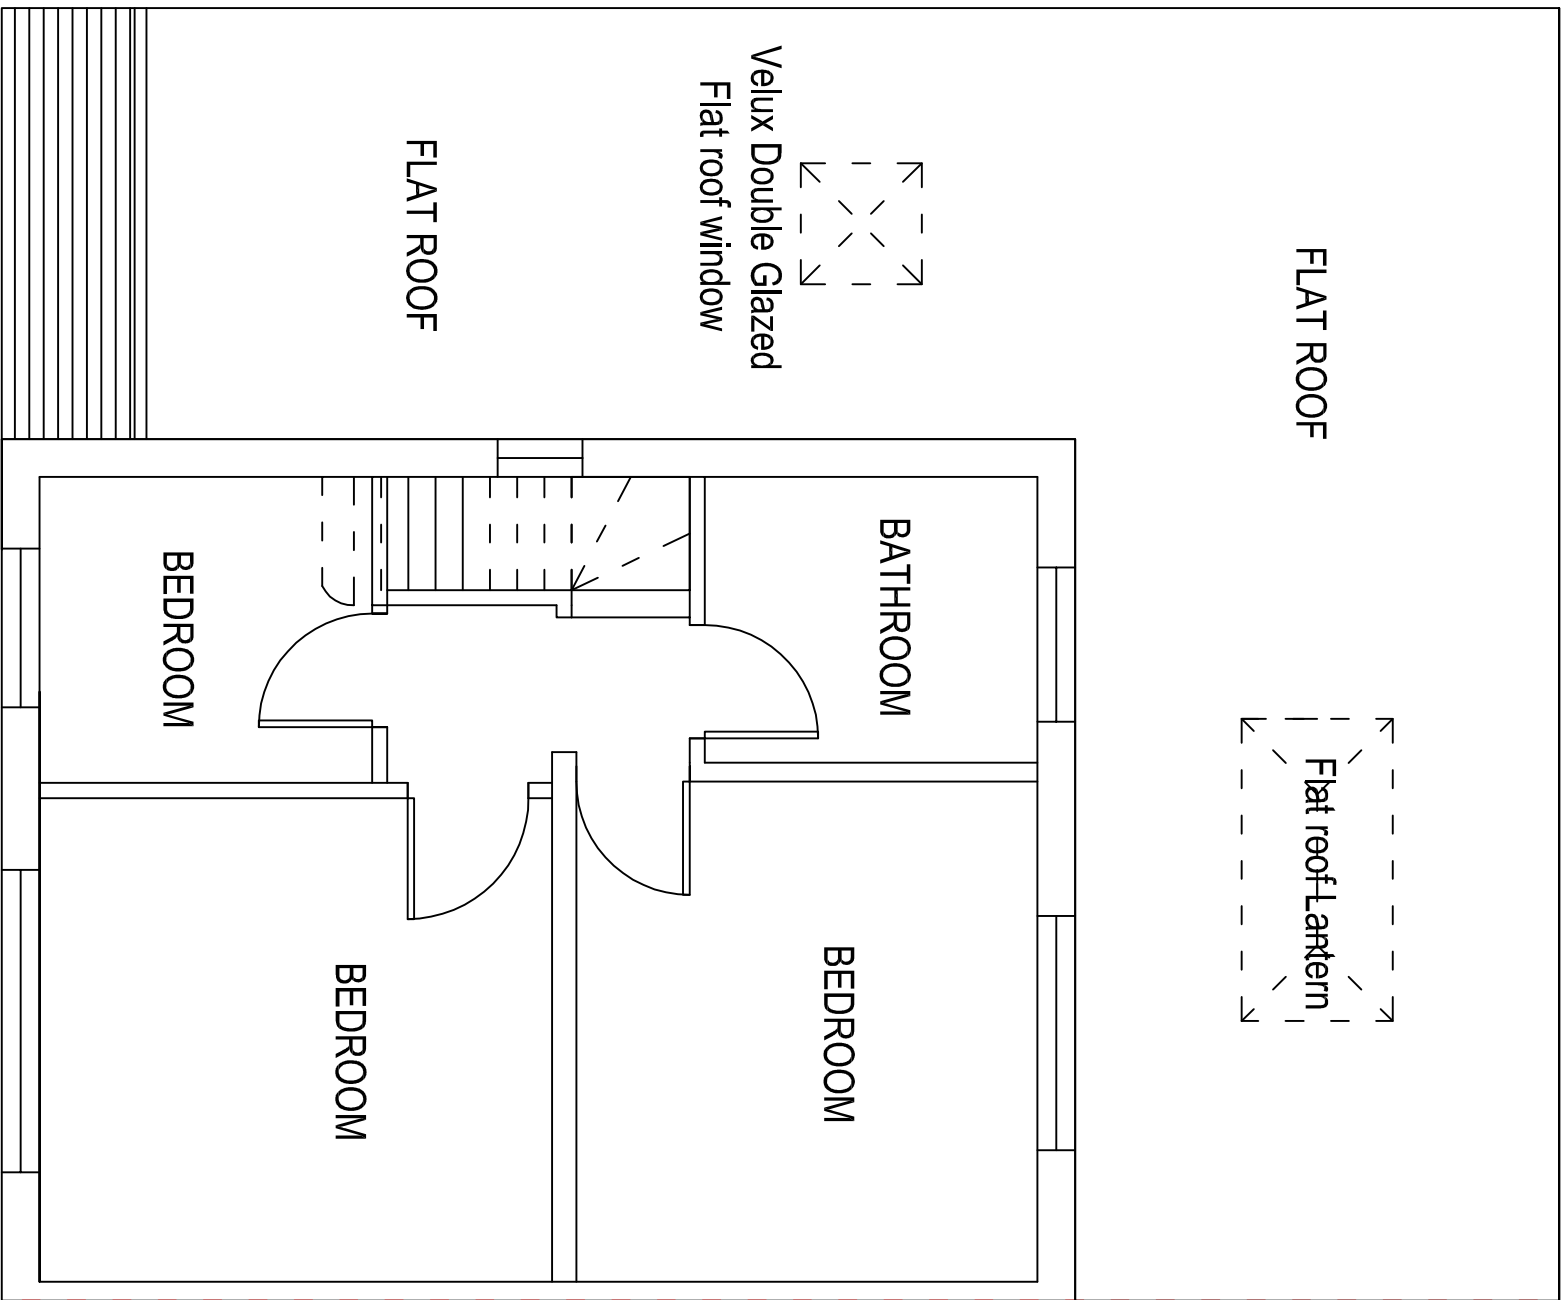 FLAT ROOF
Flat roof Lantern
Velux Double Glazed
Flat roof window
FLAT ROOF
BATHROOM
BEDROOM
BEDROOM
BEDROOM